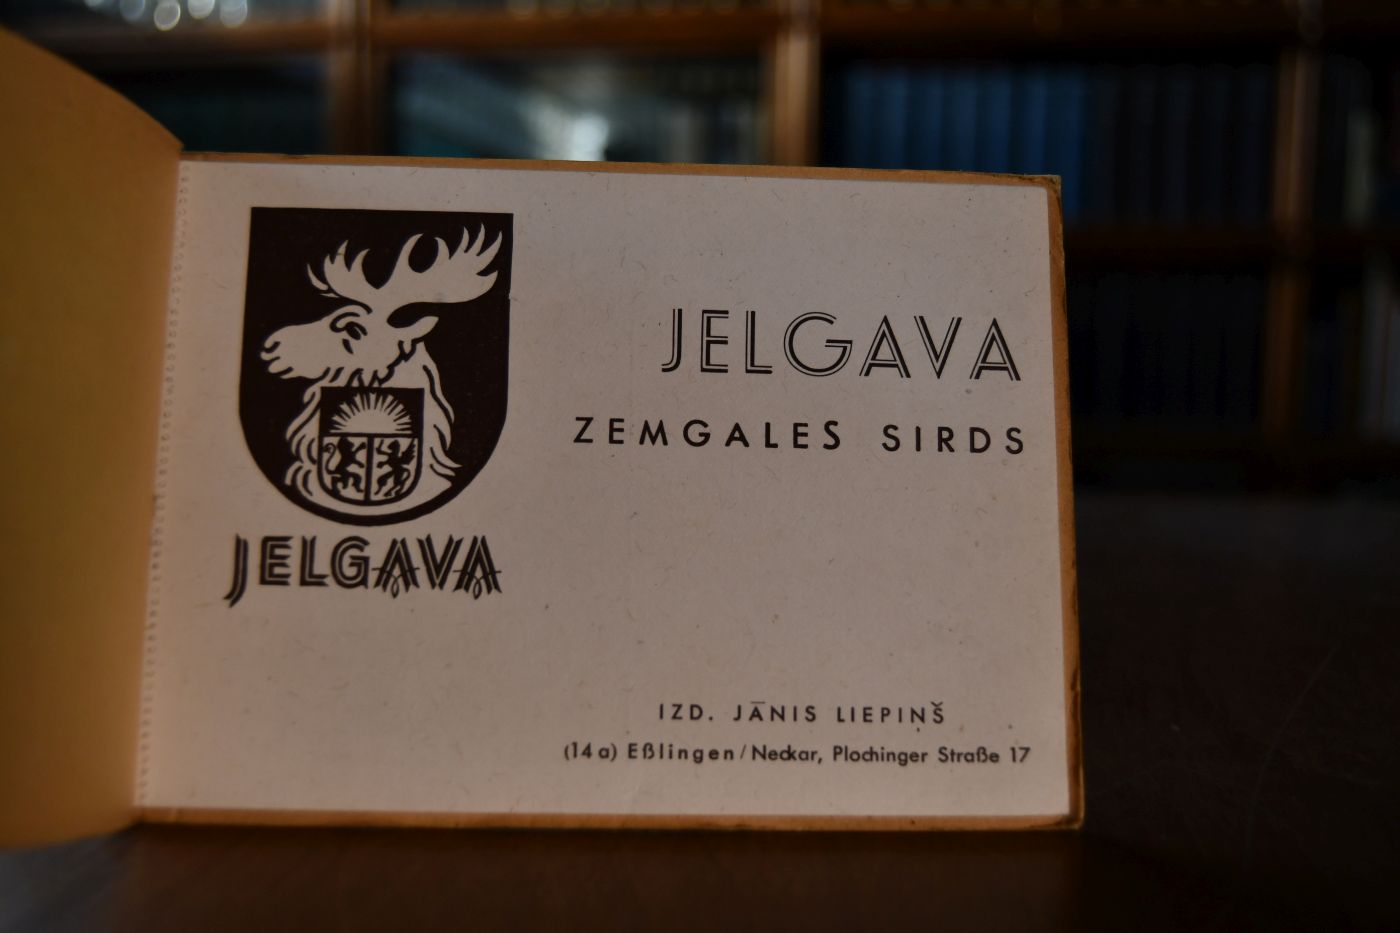 JELGAVA
JELGAVA
ZEMGALES SIRDS
IZD. JĀNIS LIEPIŅŠ
(14a) Eßlingen/Neckar, Plochinger Straße 17